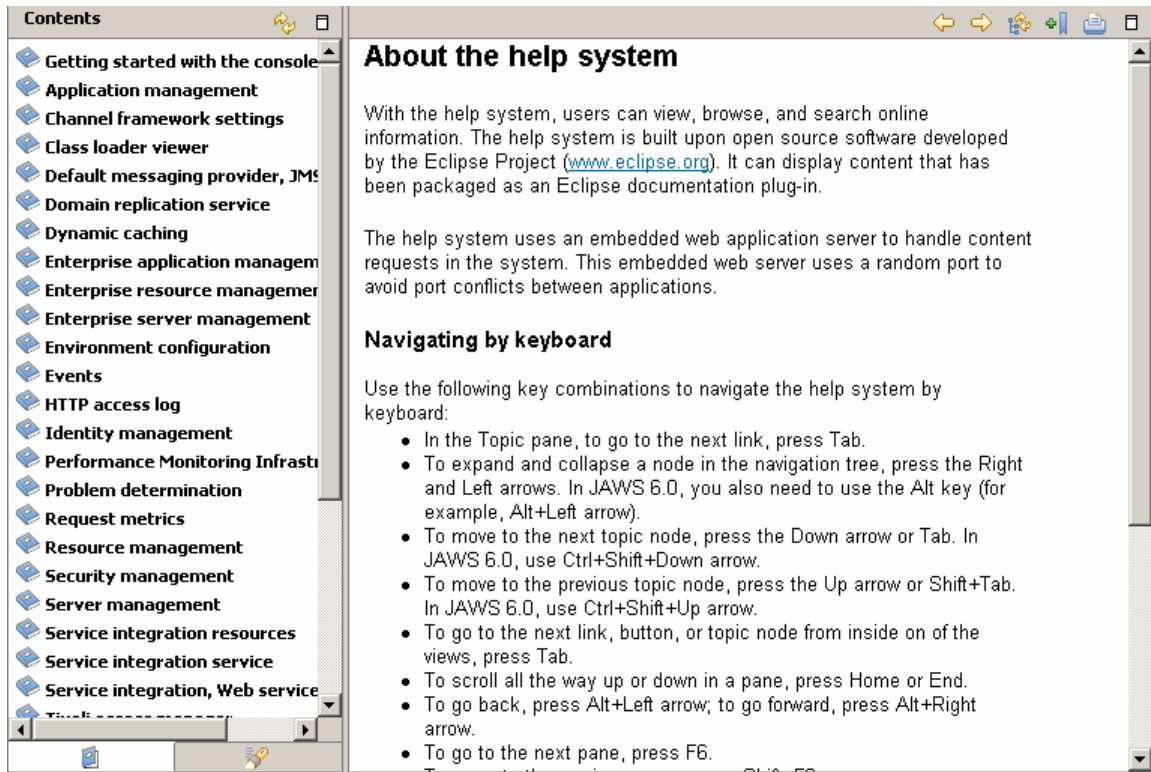 Contents
Getting started with the console
Application management
Channel framework settings
Class loader viewer
Default messaging provider, JMS
Domain replication service
Dynamic caching
Enterprise application managem
Enterprise resource managemer
Enterprise server management
Environment configuration
Events
HTTP access log
Identity management
Performance Monitoring Infrastr
Problem determination
Request metrics
Resource management
Security management
Server management
Service integration resources
Service integration service
Service integration, Web service
About the help system
With the help system, users can view, browse, and search online
information. The help system is built upon open source software developed
by the Eclipse Project (www.eclipse.org). It can display content that has
been packaged as an Eclipse documentation plug-in.
The help system uses an embedded web application server to handle content
requests in the system. This embedded web server uses a random port to
avoid port conflicts between applications.
Navigating by keyboard
Use the following key combinations to navigate the help system by
keyboard:
• In the Topic pane, to go to the next link, press Tab.
• To expand and collapse a node in the navigation tree, press the Right
and Left arrows. In JAWS 6.0, you also need to use the Alt key (for
example, Alt+Left arrow).
• To move to the next topic node, press the Down arrow or Tab. In
JAWS 6.0, use Ctrl+Shift+Down arrow.
• To move to the previous topic node, press the Up arrow or Shift+Tab.
In JAWS 6.0, use Ctrl+Shift+Up arrow.
• To go to the next link, button, or topic node from inside on of the
views, press Tab.
• To scroll all the way up or down in a pane, press Home or End.
• To go back, press Alt+Left arrow; to go forward, press Alt+Right
arrow.
• To go to the next pane, press F6.